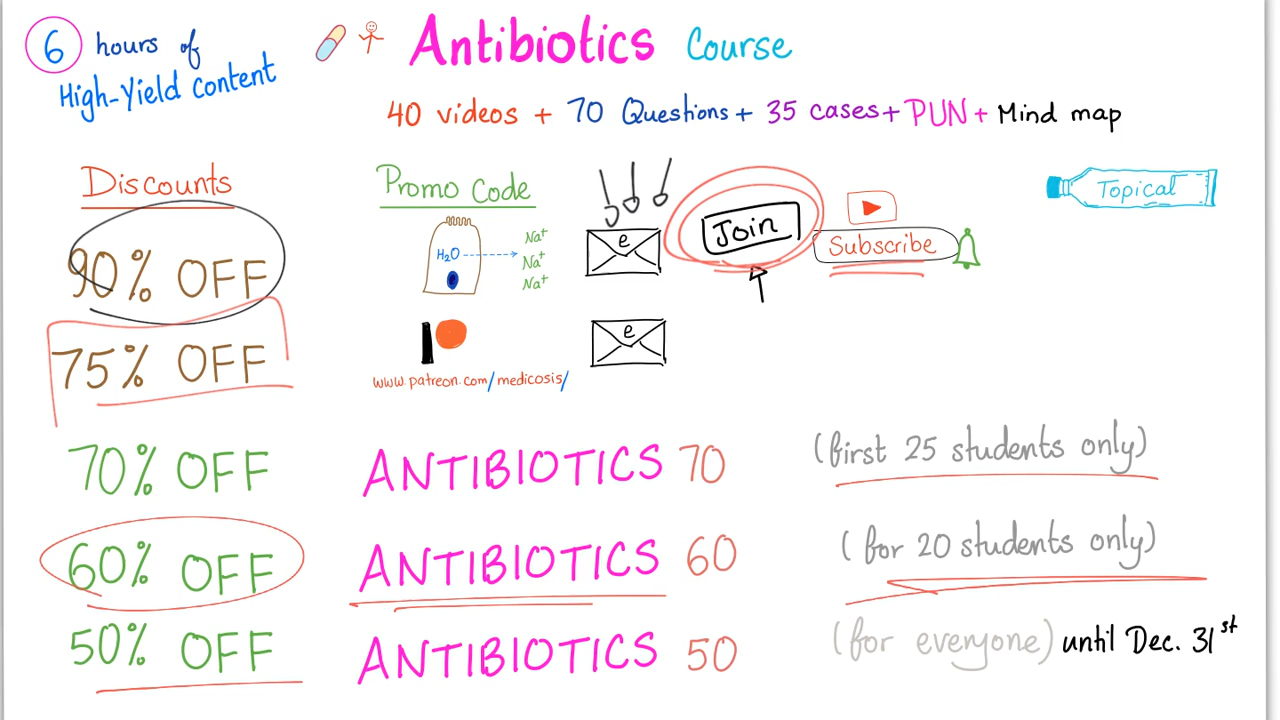 6 hours of
High-Yield Content
Antibiotics Course
40 videos + 70 Questions + 35 cases + PUN + Mind map
Discounts
Promo Code
Topical
90% OFF
H₂O
Na⁺
Na⁺
Na⁺
e
Join
Subscribe
75% OFF
e
www.patreon.com/medicosis/
70% OFF ANTIBIOTICS 70 (first 25 students only)
60% OFF ANTIBIOTICS 60 (for 20 students only)
50% OFF ANTIBIOTICS 50 (for everyone) until Dec. 31st